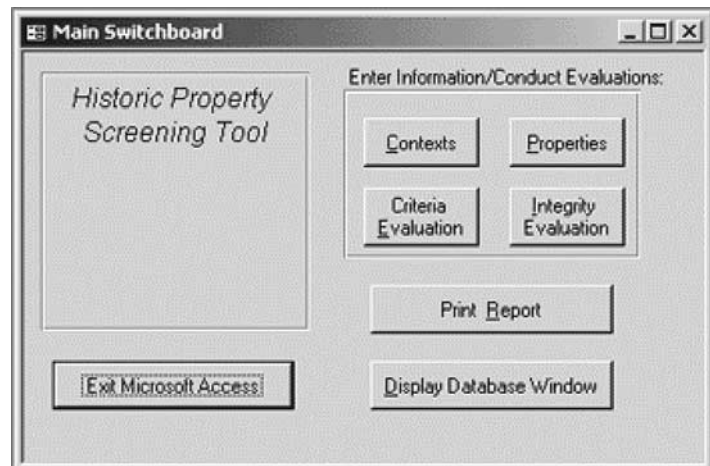 Main Switchboard
Historic Property
Screening Tool
Enter Information/Conduct Evaluations:
Contexts
Properties
Criteria
Evaluation
Integrity
Evaluation
Print Report
Exit Microsoft Access
Display Database Window